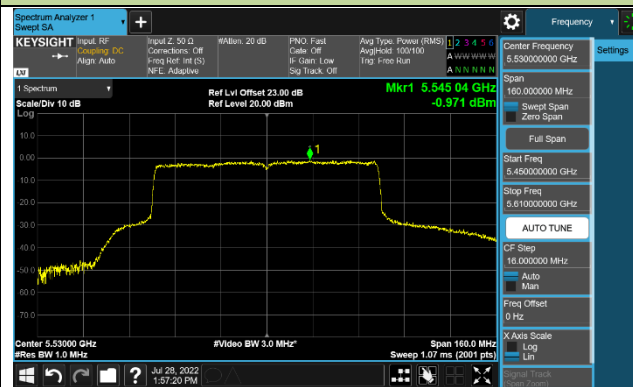 Spectrum Analyzer 1
Swept SA
Frequency
KEYSIGHT
Input: RF
Coupling: DC
Align: Auto
Input Z: 50 Ω
Corrections: Off
Freq Ref: Int (S)
NFE: Adaptive
#Atten: 20 dB
PNO: Fast
Gate: Off
IF Gain: Low
Sig Track: Off
Avg Type: Power (RMS)
Avg|Hold: 100/100
Trig: Free Run
1 2 3 4 5 6
A W W W W W
A N N N N N
LXI
1 Spectrum
Scale/Div 10 dB
Log
Ref Lvl Offset 23.00 dB
Ref Level 20.00 dBm
Mkr1 5.545 04 GHz
-0.971 dBm
1
10.0
0.00
-10.0
-20.0
-30.0
-40.0
-50.0
-60.0
-70.0
Center 5.53000 GHz
#Res BW 1.0 MHz
#Video BW 3.0 MHz*
Span 160.0 MHz
Sweep 1.07 ms (2001 pts)
Jul 28, 2022
1:57:20 PM
Center Frequency
5.530000000 GHz
Settings
Span
160.000000 MHz
Swept Span
Zero Span
Full Span
Start Freq
5.450000000 GHz
Stop Freq
5.610000000 GHz
AUTO TUNE
CF Step
16.000000 MHz
Auto
Man
Freq Offset
0 Hz
X Axis Scale
Log
Lin
Signal Track
(Span Zoom)